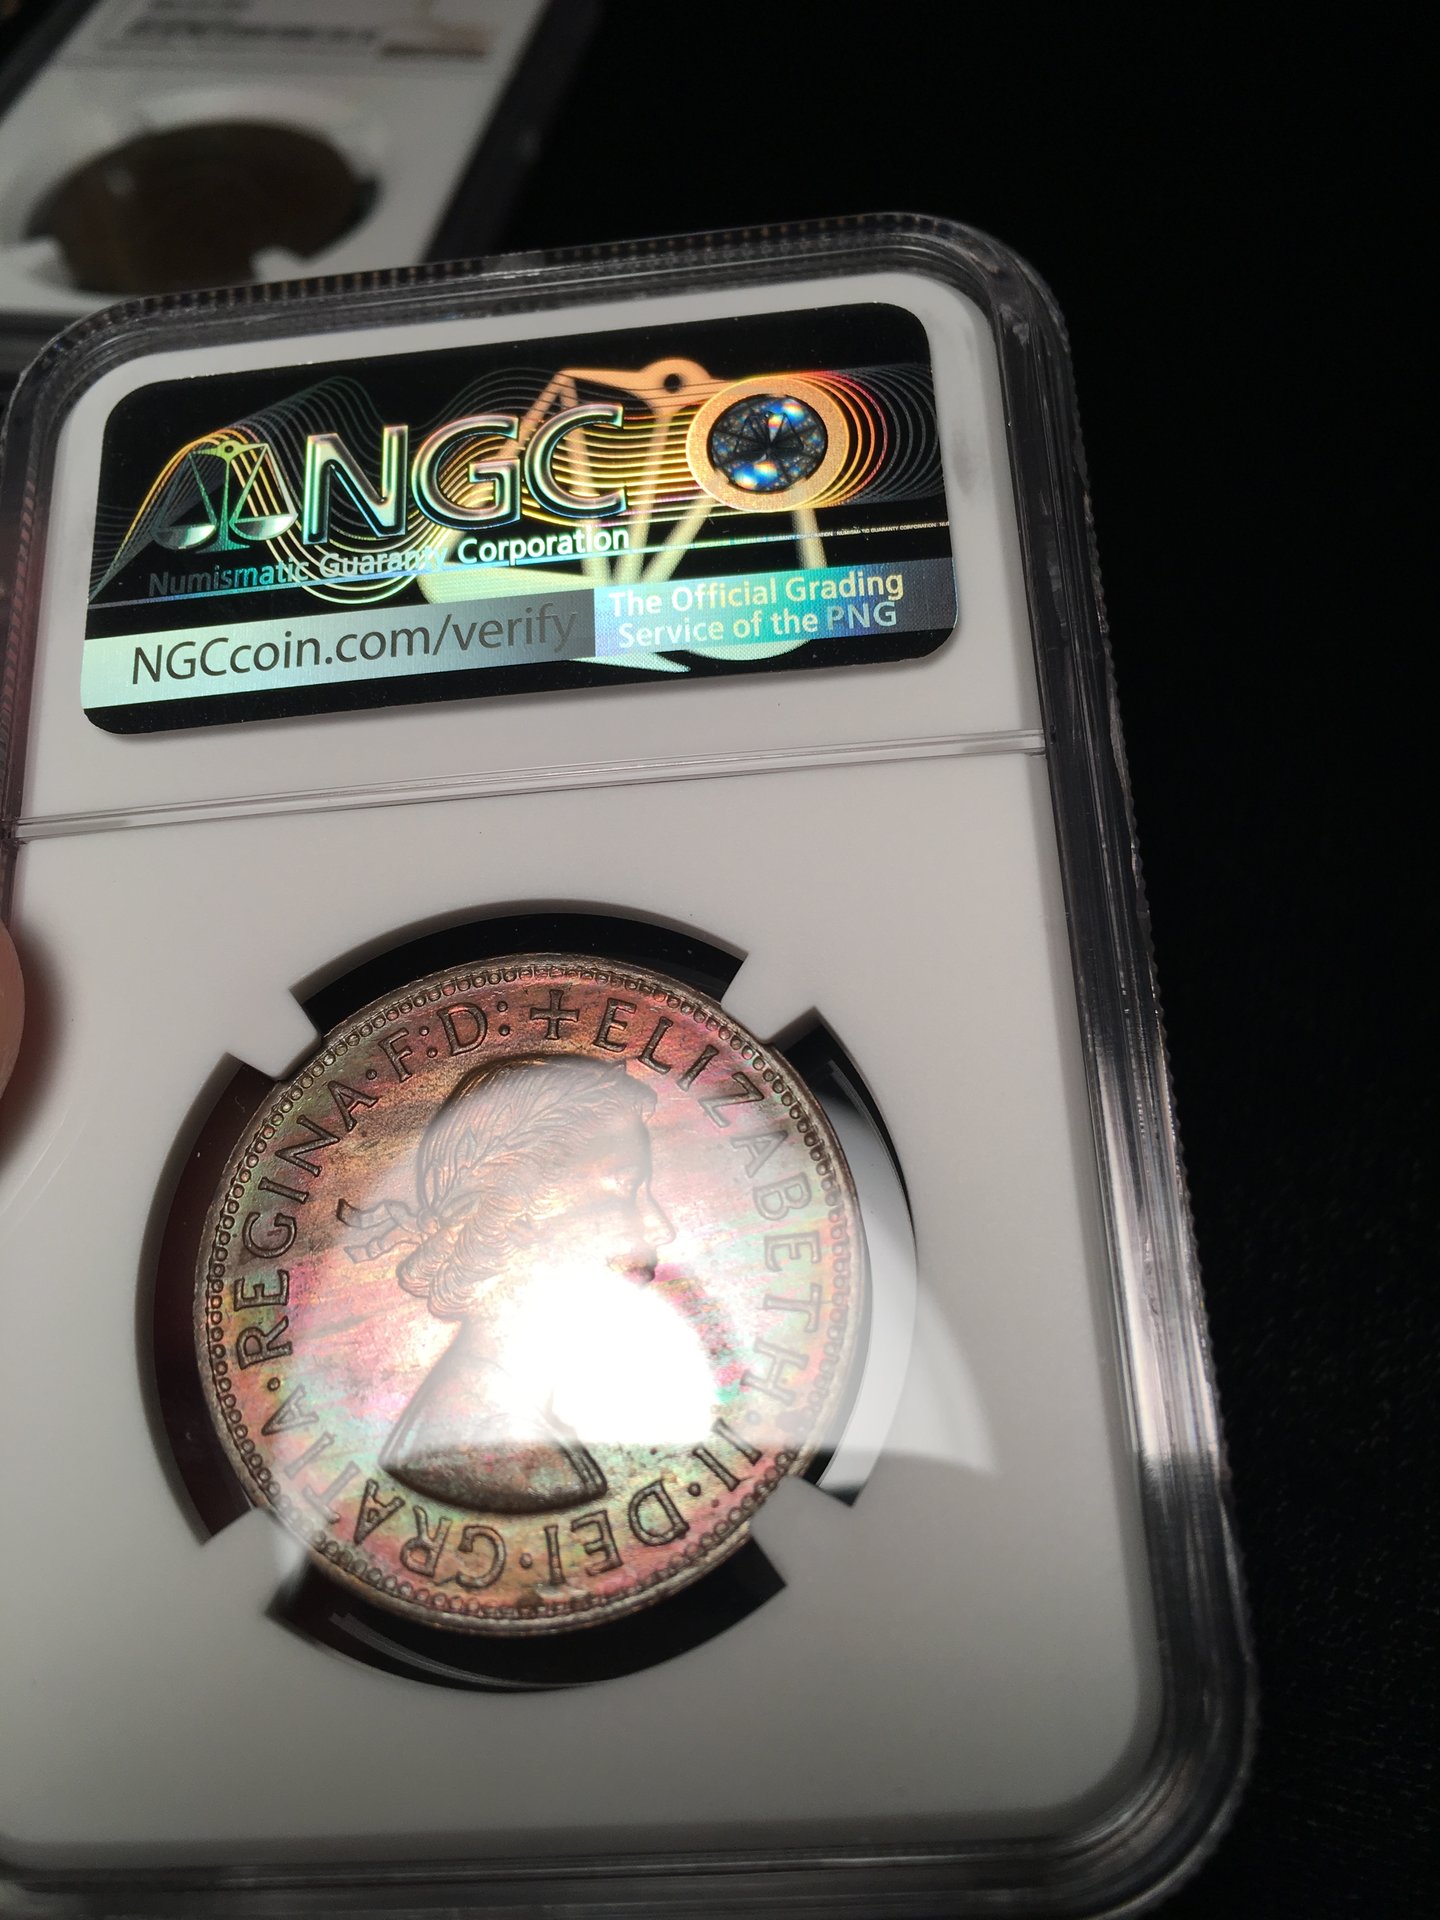 NGC
Numismatic Guaranty Corporation
NGCcoin.com/verify
The Official Grading
Service of the PNG
+ELIZABETH·II·DEI·GRATIA·REGINA·F:D: